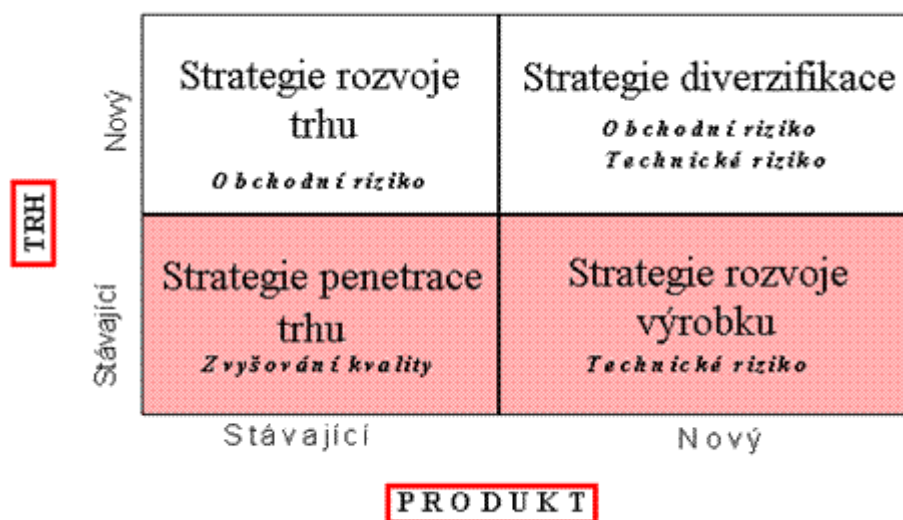 Nový
Strategie rozvoje
trhu
Obchodní riziko
Strategie diverzifikace
Obchodní riziko
Technické riziko
TRH
Stávající
Strategie penetrace
trhu
Zvyšování kvality
Strategie rozvoje
výrobku
Technické riziko
Stávající
Nový
PRODUKT